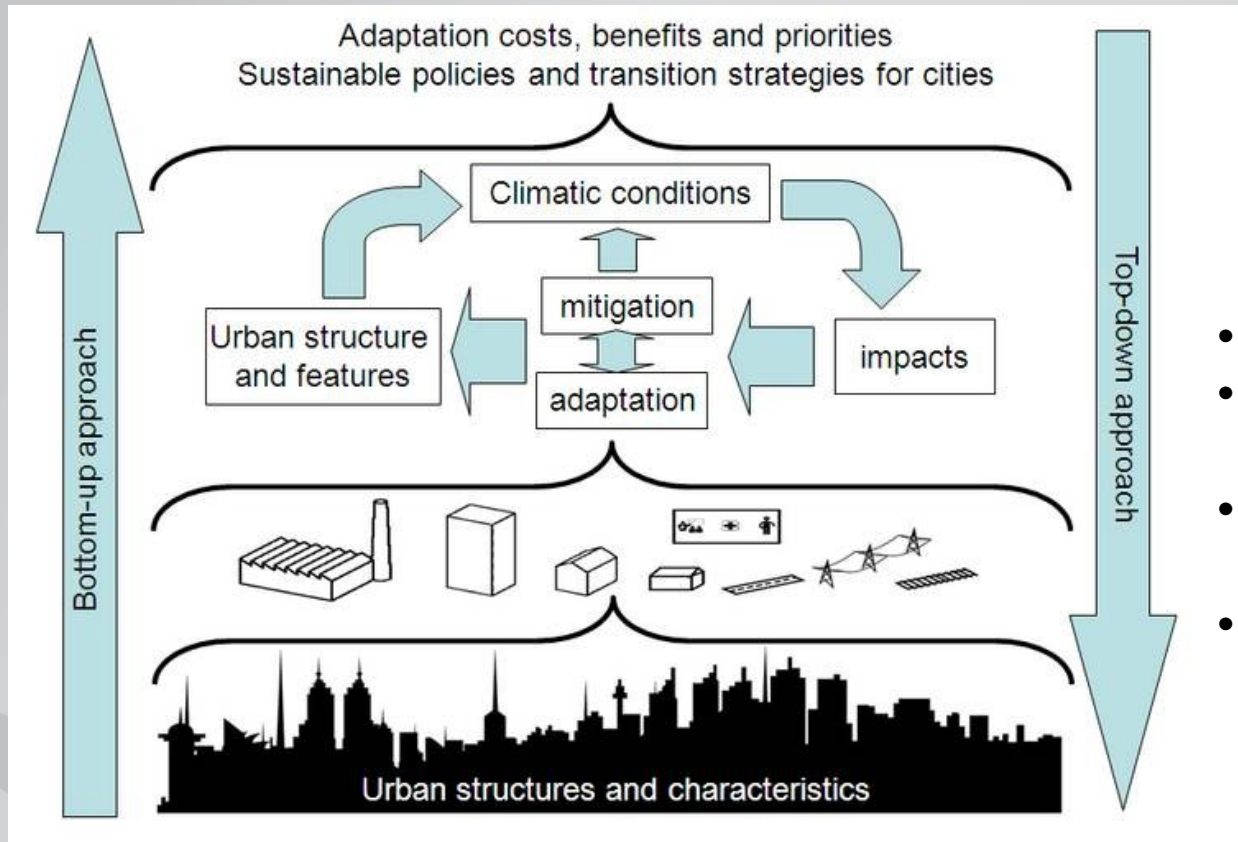 Adaptation costs, benefits and priorities
Sustainable policies and transition strategies for cities
Climatic conditions
mitigation
Urban structure
and features
impacts
adaptation
Bottom-up approach
Top-down approach
Urban structures and characteristics